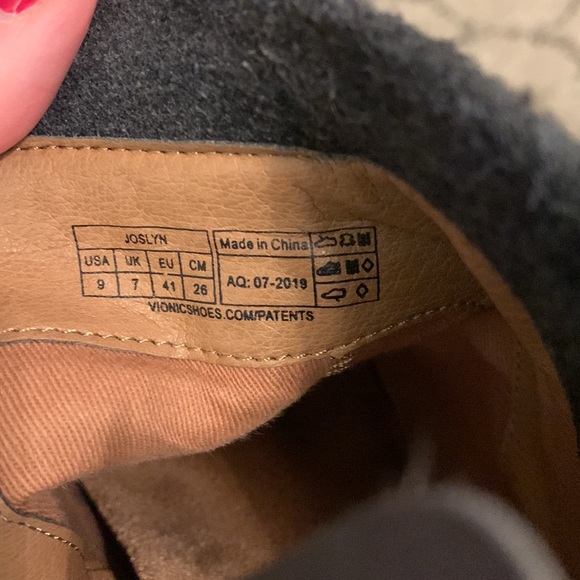 JOSLYN
USA UK EU CM
9 7 41 26
Made in China
AQ: 07-2019
VIONICSHOES.COM/PATENTS